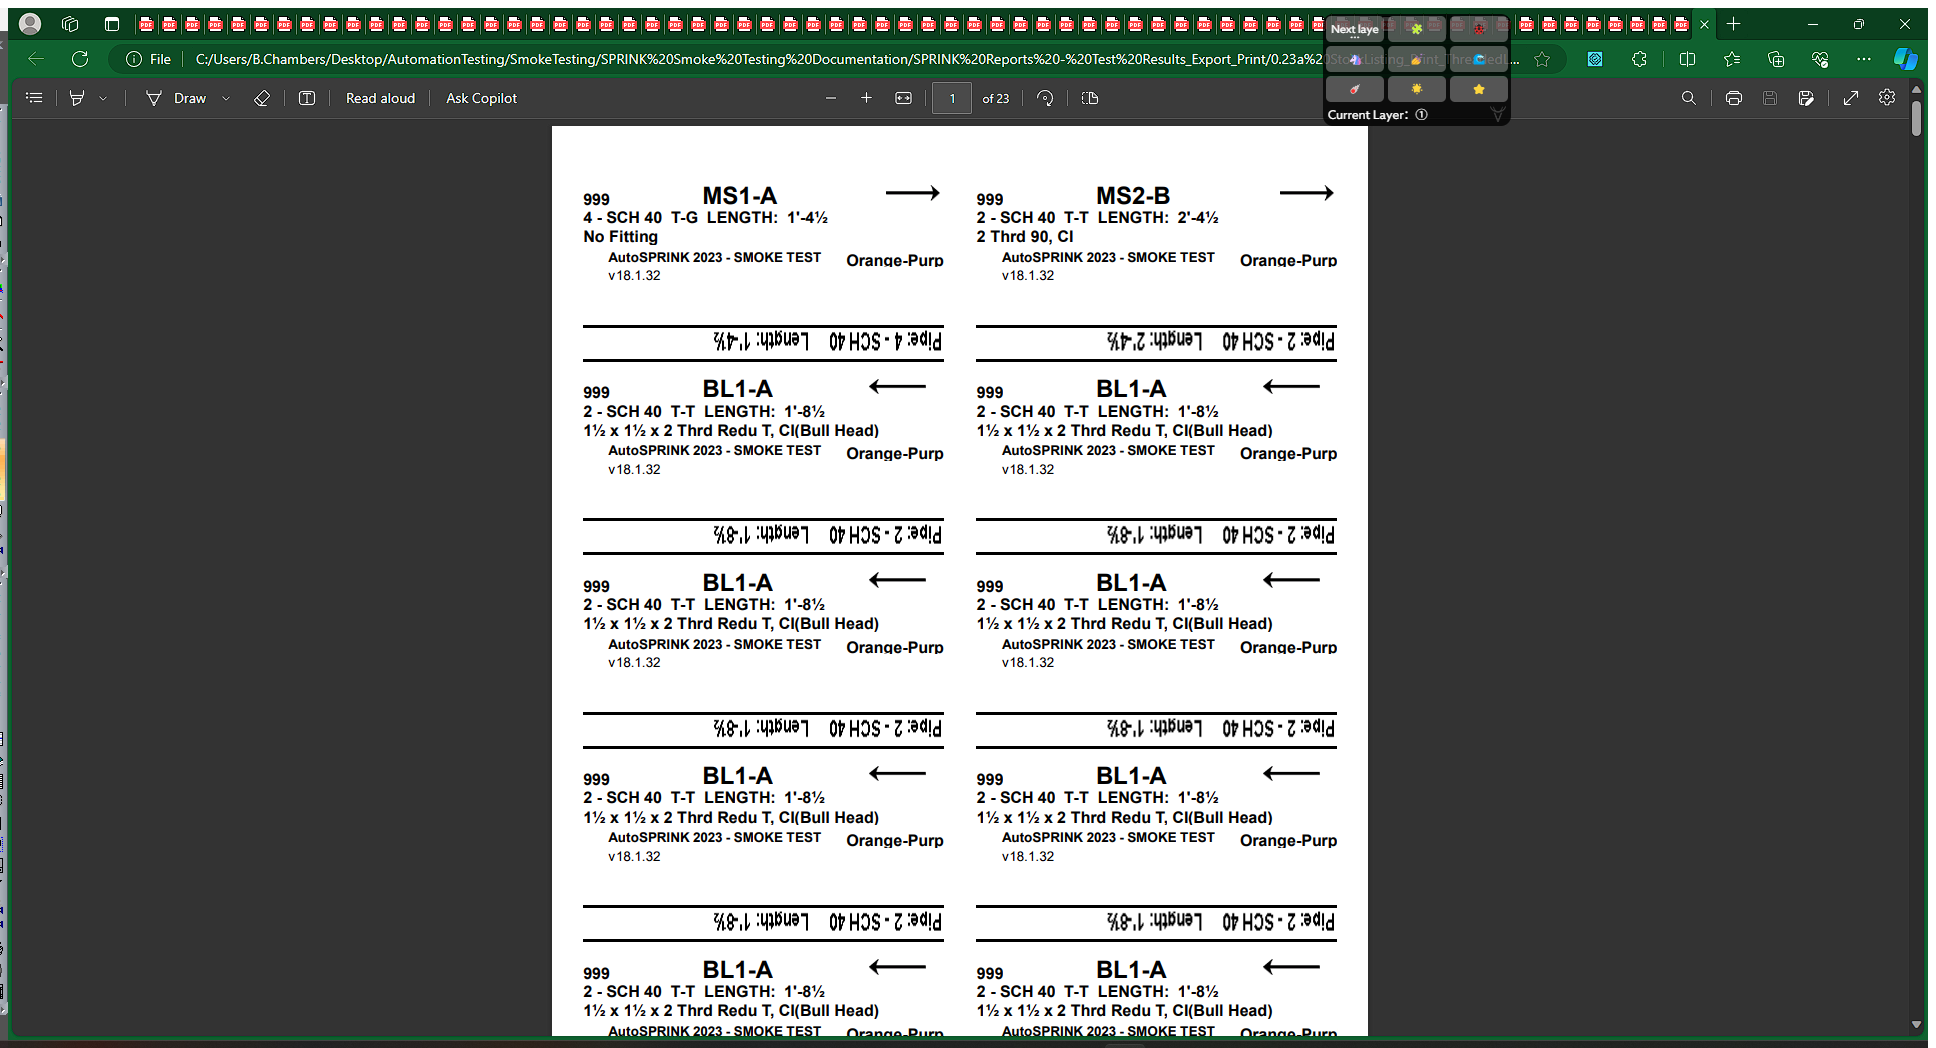 Next laye
File C:/Users/B.Chambers/Desktop/AutomationTesting/SmokeTesting/SPRINK%20Smoke%20Testing%20Documentation/SPRINK%20Reports%20-%20Test%20Results_Export_Print/0.23a%20
Draw Read aloud Ask Copilot 1 of 23
Current Layer: ①
999 MS1-A
4 - SCH 40 T-G LENGTH: 1'-4½
No Fitting
AutoSPRINK 2023 - SMOKE TEST Orange-Purp
v18.1.32
Pipe: 4 - SCH 40 Length: 1'-4½
999 MS2-B
2 - SCH 40 T-T LENGTH: 2'-4½
2 Thrd 90, CI
AutoSPRINK 2023 - SMOKE TEST Orange-Purp
v18.1.32
Pipe: 2 - SCH 40 Length: 2'-4½
999 BL1-A
2 - SCH 40 T-T LENGTH: 1'-8½
1½ x 1½ x 2 Thrd Redu T, CI(Bull Head)
AutoSPRINK 2023 - SMOKE TEST Orange-Purp
v18.1.32
Pipe: 2 - SCH 40 Length: 1'-8½
999 BL1-A
2 - SCH 40 T-T LENGTH: 1'-8½
1½ x 1½ x 2 Thrd Redu T, CI(Bull Head)
AutoSPRINK 2023 - SMOKE TEST Orange-Purp
v18.1.32
Pipe: 2 - SCH 40 Length: 1'-8½
999 BL1-A
2 - SCH 40 T-T LENGTH: 1'-8½
1½ x 1½ x 2 Thrd Redu T, CI(Bull Head)
AutoSPRINK 2023 - SMOKE TEST Orange-Purp
v18.1.32
Pipe: 2 - SCH 40 Length: 1'-8½
999 BL1-A
2 - SCH 40 T-T LENGTH: 1'-8½
1½ x 1½ x 2 Thrd Redu T, CI(Bull Head)
AutoSPRINK 2023 - SMOKE TEST Orange-Purp
v18.1.32
Pipe: 2 - SCH 40 Length: 1'-8½
999 BL1-A
2 - SCH 40 T-T LENGTH: 1'-8½
1½ x 1½ x 2 Thrd Redu T, CI(Bull Head)
AutoSPRINK 2023 - SMOKE TEST Orange-Purp
v18.1.32
Pipe: 2 - SCH 40 Length: 1'-8½
999 BL1-A
2 - SCH 40 T-T LENGTH: 1'-8½
1½ x 1½ x 2 Thrd Redu T, CI(Bull Head)
AutoSPRINK 2023 - SMOKE TEST Orange-Purp
v18.1.32
Pipe: 2 - SCH 40 Length: 1'-8½
999 BL1-A
2 - SCH 40 T-T LENGTH: 1'-8½
1½ x 1½ x 2 Thrd Redu T, CI(Bull Head)
AutoSPRINK 2023 - SMOKE TEST Orange-Purp
999 BL1-A
2 - SCH 40 T-T LENGTH: 1'-8½
1½ x 1½ x 2 Thrd Redu T, CI(Bull Head)
AutoSPRINK 2023 - SMOKE TEST Orange-Purp